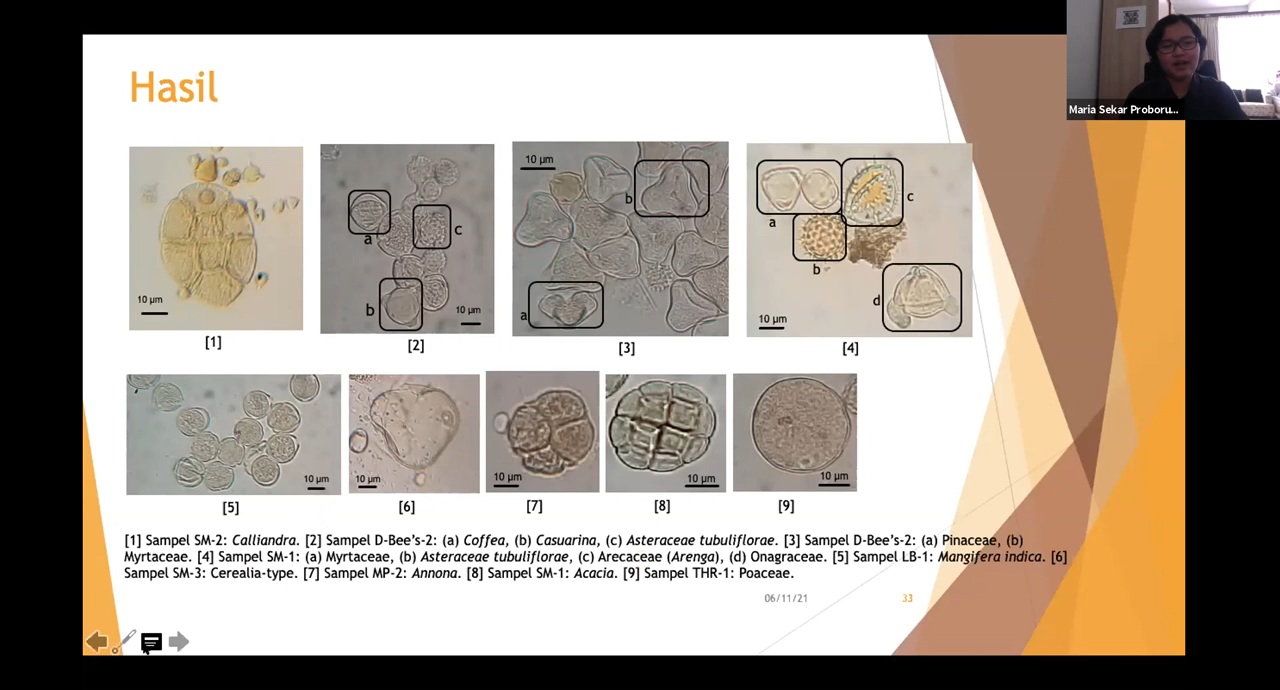 Maria Sekar Proboru...
Hasil
10 µm
[1]
a
b
c
10 µm
[2]
10 µm
b
a
[3]
a
b
c
d
10 µm
[4]
10 µm
[5]
10 µm
[6]
10 µm
[7]
10 µm
[8]
10 µm
[9]
[1] Sampel SM-2: Calliandra. [2] Sampel D-Bee's-2: (a) Coffea, (b) Casuarina, (c) Asteraceae tubuliflorae. [3] Sampel D-Bee's-2: (a) Pinaceae, (b)
Myrtaceae. [4] Sampel SM-1: (a) Myrtaceae, (b) Asteraceae tubuliflorae, (c) Arecaceae (Arenga), (d) Onagraceae. [5] Sampel LB-1: Mangifera indica. [6]
Sampel SM-3: Cerealia-type. [7] Sampel MP-2: Annona. [8] Sampel SM-1: Acacia. [9] Sampel THR-1: Poaceae.
06/11/21
33